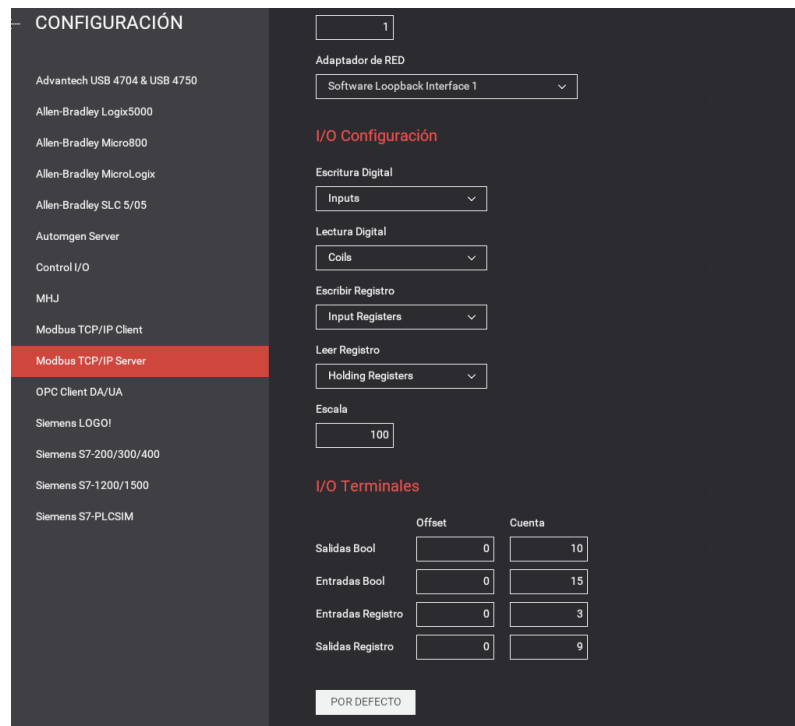 CONFIGURACIÓN
Advantech USB 4704 & USB 4750
Allen-Bradley Logix5000
Allen-Bradley Micro800
Allen-Bradley MicroLogix
Allen-Bradley SLC 5/05
Automgen Server
Control I/O
MHJ
Modbus TCP/IP Client
Modbus TCP/IP Server
OPC Client DA/UA
Siemens LOGO!
Siemens S7-200/300/400
Siemens S7-1200/1500
Siemens S7-PLCSIM
1
Adaptador de RED
Software Loopback Interface 1
I/O Configuración
Escritura Digital
Inputs
Lectura Digital
Coils
Escribir Registro
Input Registers
Leer Registro
Holding Registers
Escala
100
I/O Terminales
Offset Cuenta
Salidas Bool 0 10
Entradas Bool 0 15
Entradas Registro 0 3
Salidas Registro 0 9
POR DEFECTO